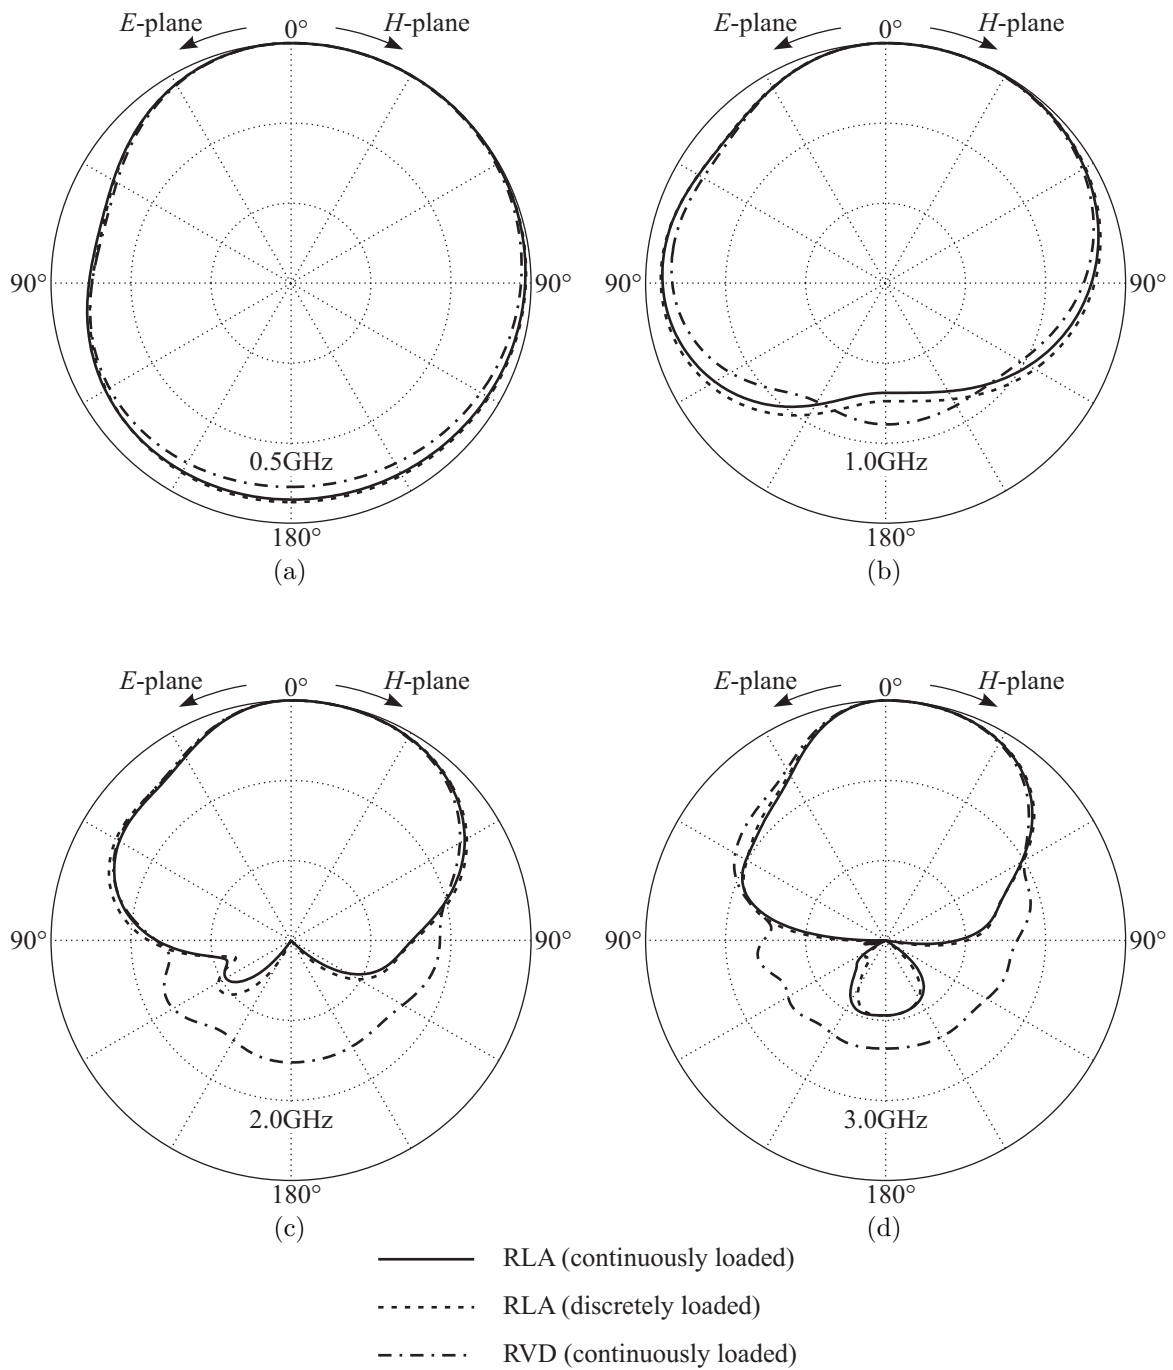 E-plane 0° H-plane
90° 90°
0.5GHz
180°
(a)
E-plane 0° H-plane
90° 90°
1.0GHz
180°
(b)
E-plane 0° H-plane
90° 90°
2.0GHz
180°
(c)
E-plane 0° H-plane
90° 90°
3.0GHz
180°
(d)
RLA (continuously loaded)
RLA (discretely loaded)
RVD (continuously loaded)